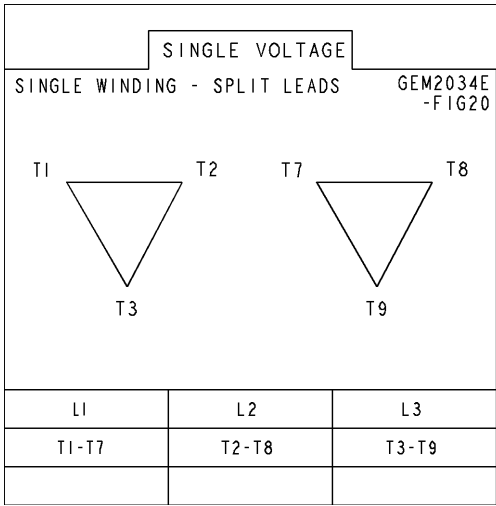 SINGLE VOLTAGE
SINGLE WINDING - SPLIT LEADS
GEM2034E
-FIG20
T1 T2 T7 T8
T3 T9
L1 L2 L3
T1-T7 T2-T8 T3-T9